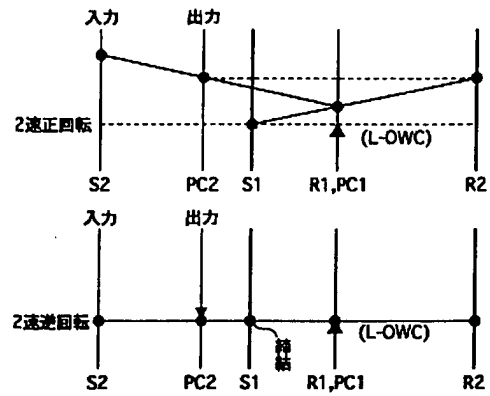 入力 出力
2速正回転
(L-OWC)
S2 PC2 S1 R1,PC1 R2
入力 出力
2速逆回転
(L-OWC)
締結
S2 PC2 S1 R1,PC1 R2